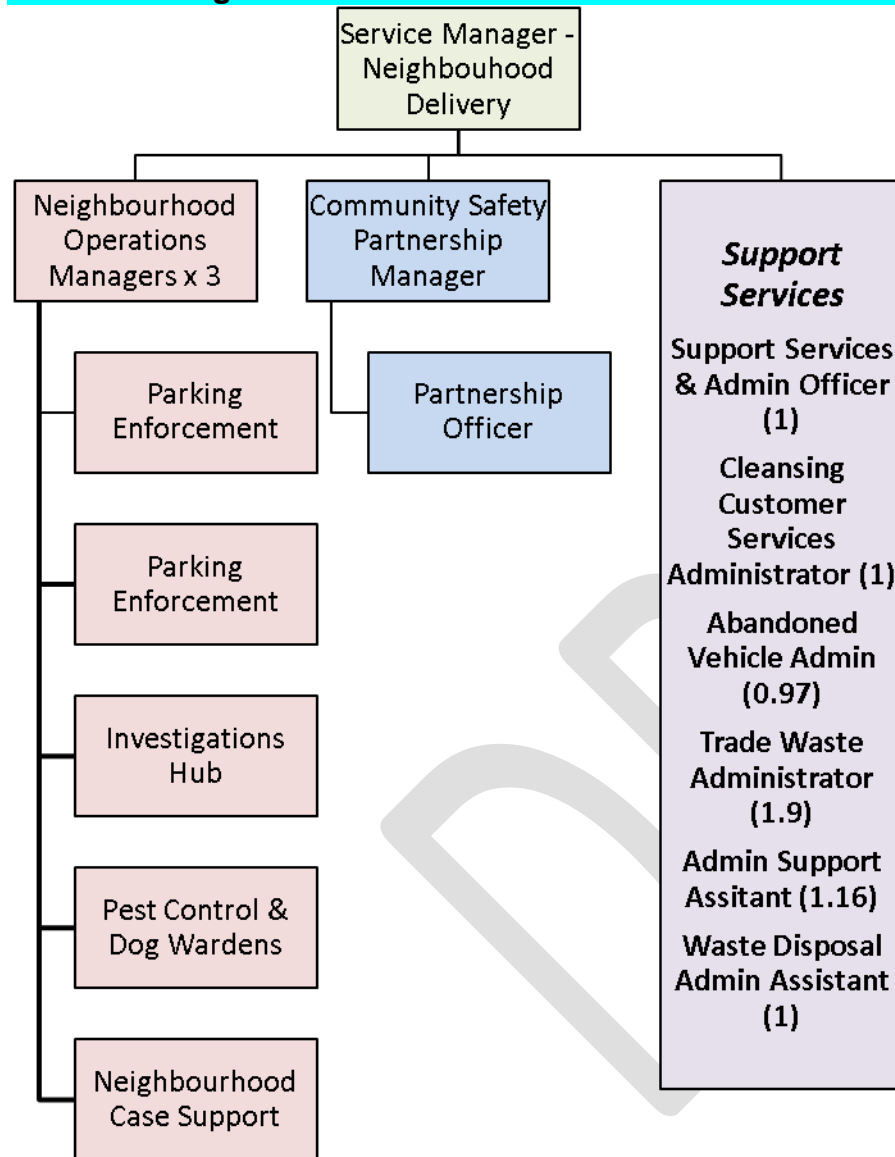 Service Manager -
Neighbouhood
Delivery
Neighbourhood
Operations
Managers x 3
Community Safety
Partnership
Manager
Support
Services
Support Services
& Admin Officer
(1)
Cleansing
Customer
Services
Administrator (1)
Abandoned
Vehicle Admin
(0.97)
Trade Waste
Administrator
(1.9)
Admin Support
Assitant (1.16)
Waste Disposal
Admin Assistant
(1)
Parking
Enforcement
Partnership
Officer
Parking
Enforcement
Investigations
Hub
Pest Control &
Dog Wardens
Neighbourhood
Case Support